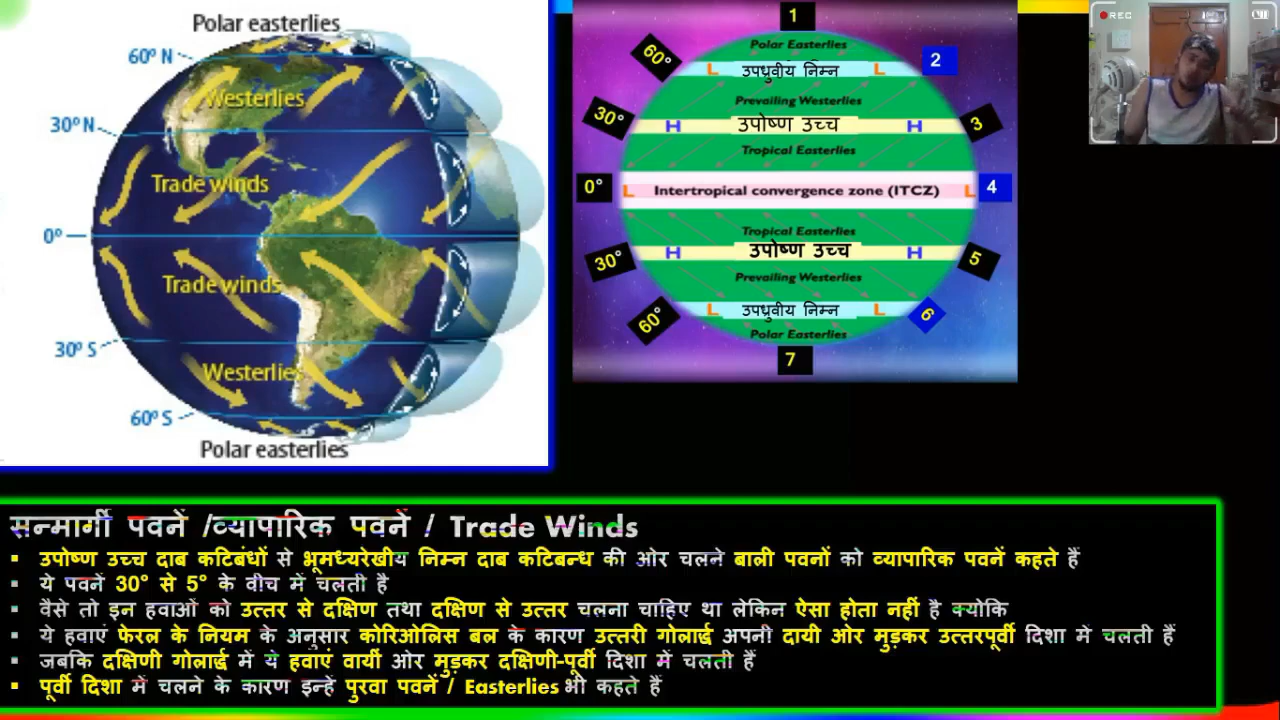 Polar easterlies
60º N
Westerlies
30º N
Trade winds
0º
Trade winds
30º S
Westerlies
60º S
Polar easterlies
1
Polar Easterlies
60°
L उपध्रुवीय निम्न L
2
Prevailing Westerlies
30°
H उपोष्ण उच्च H
3
Tropical Easterlies
0°
L Intertropical convergence zone (ITCZ) L
4
Tropical Easterlies
30°
H उपोष्ण उच्च H
5
Prevailing Westerlies
60°
L उपध्रुवीय निम्न L
6
Polar Easterlies
7
REC
सन्मार्गी पवनें /व्यापारिक पवनें / Trade Winds
उपोष्ण उच्च दाब कटिबंधों से भूमध्यरेखीय निम्न दाब कटिबन्ध की ओर चलने बाली पवनों को व्यापारिक पवनें कहते हैं
ये पवनें 30° से 5° के वीच में चलती है
वैसे तो इन हवाओं को उत्तर से दक्षिण तथा दक्षिण से उत्तर चलना चाहिए था लेकिन ऐसा होता नहीं है क्योकि
ये हवाएं फेरल के नियम के अनुसार कोरिओलिस बल के कारण उत्तरी गोलार्द्ध अपनी दायी ओर मुड़कर उत्तरपूर्वी दिशा में चलती हैं
जबकि दक्षिणी गोलार्द्ध में ये हवाएं वायीं ओर मुड़कर दक्षिणी-पूर्वी दिशा में चलती हैं
पूर्वी दिशा में चलने के कारण इन्हें पुरवा पवनें / Easterlies भी कहते हैं